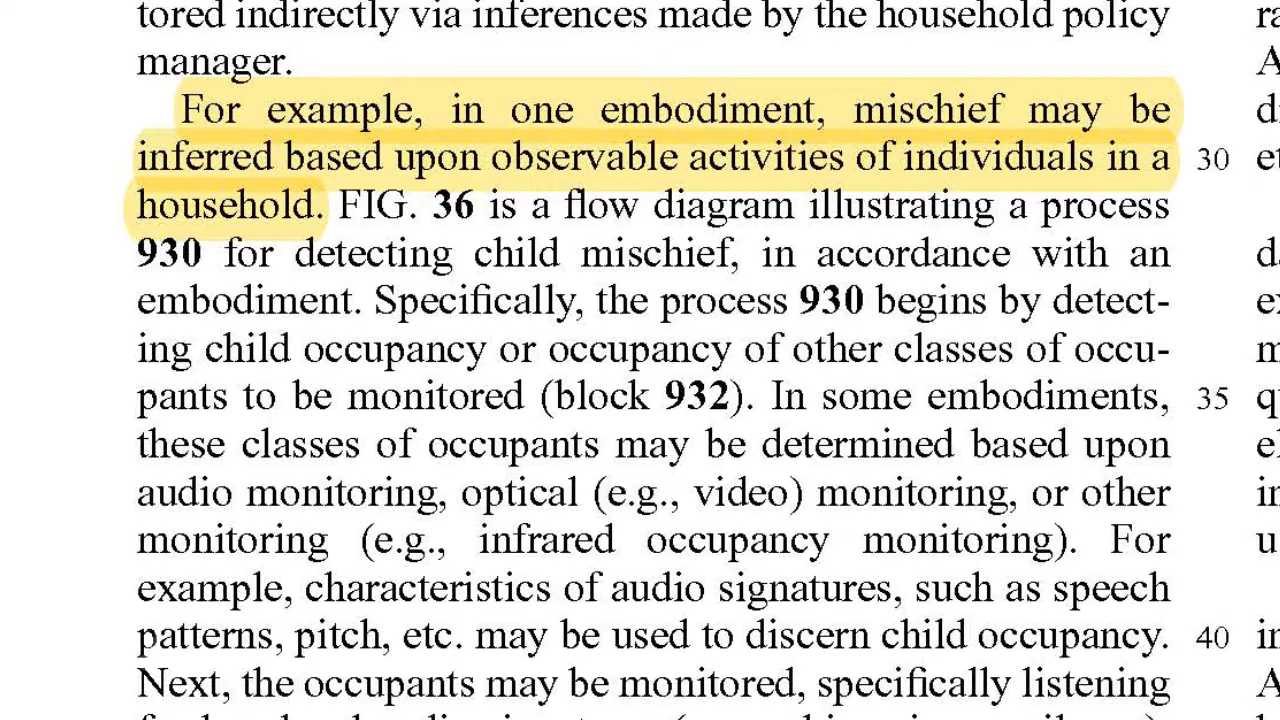 tored indirectly via inferences made by the household policy
manager.
For example, in one embodiment, mischief may be
inferred based upon observable activities of individuals in a
household. FIG. 36 is a flow diagram illustrating a process
930 for detecting child mischief, in accordance with an
embodiment. Specifically, the process 930 begins by detect-
ing child occupancy or occupancy of other classes of occu-
pants to be monitored (block 932). In some embodiments,
these classes of occupants may be determined based upon
audio monitoring, optical (e.g., video) monitoring, or other
monitoring (e.g., infrared occupancy monitoring). For
example, characteristics of audio signatures, such as speech
patterns, pitch, etc. may be used to discern child occupancy.
Next, the occupants may be monitored, specifically listening
30
35
40